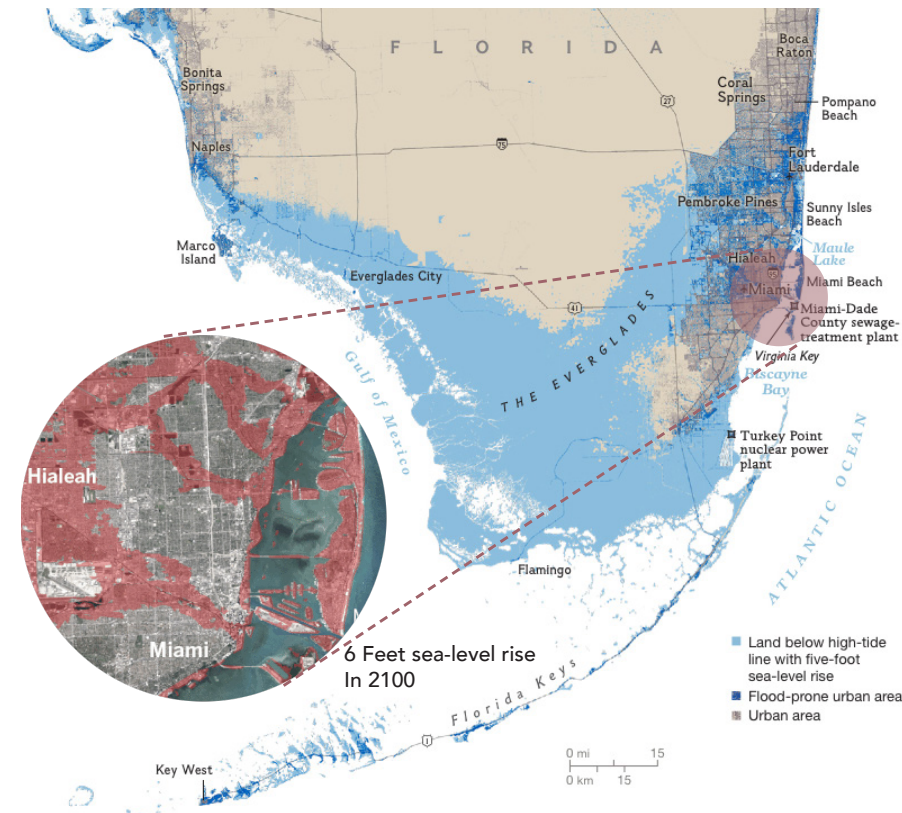 FLORIDA
Boca
Raton
Bonita
Springs
Coral
Springs
27
Pompano
Beach
75
Naples
Fort
Lauderdale
Pembroke Pines
Sunny Isles
Beach
Marco
Island
Maule
Lake
Hialeah
95
Everglades City
Miami Beach
Miami
41
Miami-Dade
County sewage-
treatment plant
THE EVERGLADES
Virginia Key
Biscayne
Bay
Gulf of Mexico
Turkey Point
nuclear power
plant
Hialeah
ATLANTIC OCEAN
Flamingo
Miami
6 Feet sea-level rise
In 2100
Land below high-tide
line with five-foot
sea-level rise
Flood-prone urban area
Urban area
Florida Keys
1
0 mi 15
0 km 15
Key West